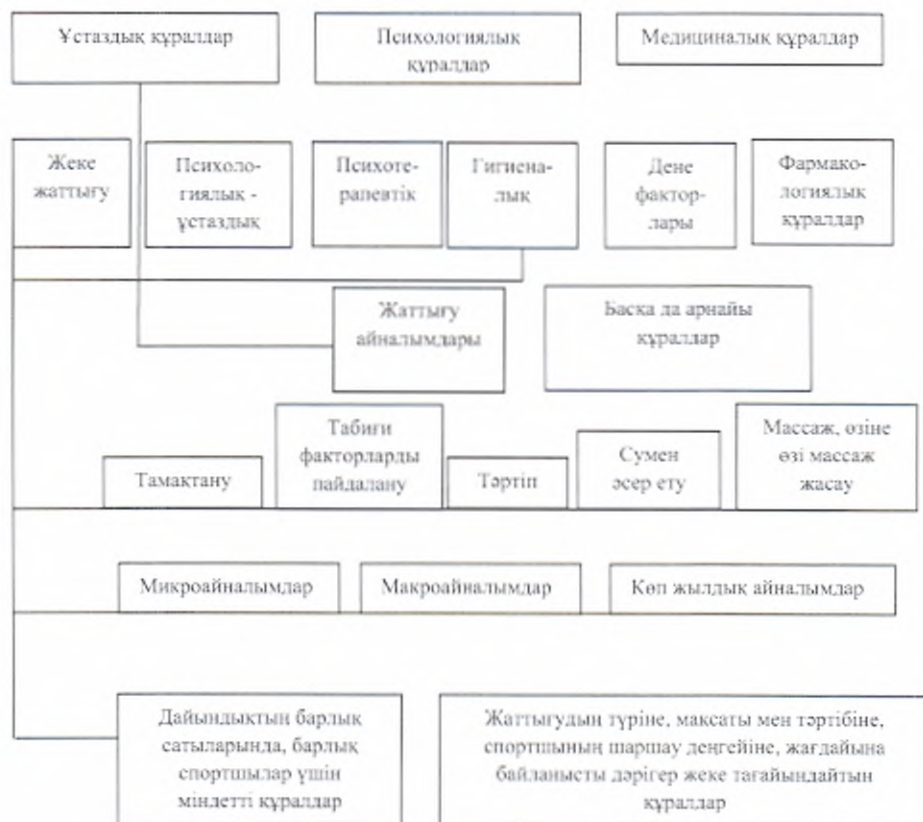 Ұстаздық құралдар
Психологиялық
құралдар
Медициналық құралдар
Жеке
жаттығу
Психоло-
гиялық -
ұстаздық
Психоте-
рапевтік
Гигиена-
лық
Дене
фактор-
лары
Фармако-
логиялық
құралдар
Жаттығу
айналымдары
Басқа да арнайы
құралдар
Тамақтану
Табиғи
факторларды
пайдалану
Тәртіп
Сумен
әсер ету
Массаж, өзіне
өзі массаж
жасау
Микроайналымдар
Макроайналымдар
Көп жылдық айналымдар
Дайындықтың барлық
сатыларында, барлық
спортшылар үшін
міндетті құралдар
Жаттығудың түріне, мақсаты мен тәртібіне,
спортшының шаршау деңгейіне, жағдайына
байланысты дәрігер жеке тағайындайтын
құралдар